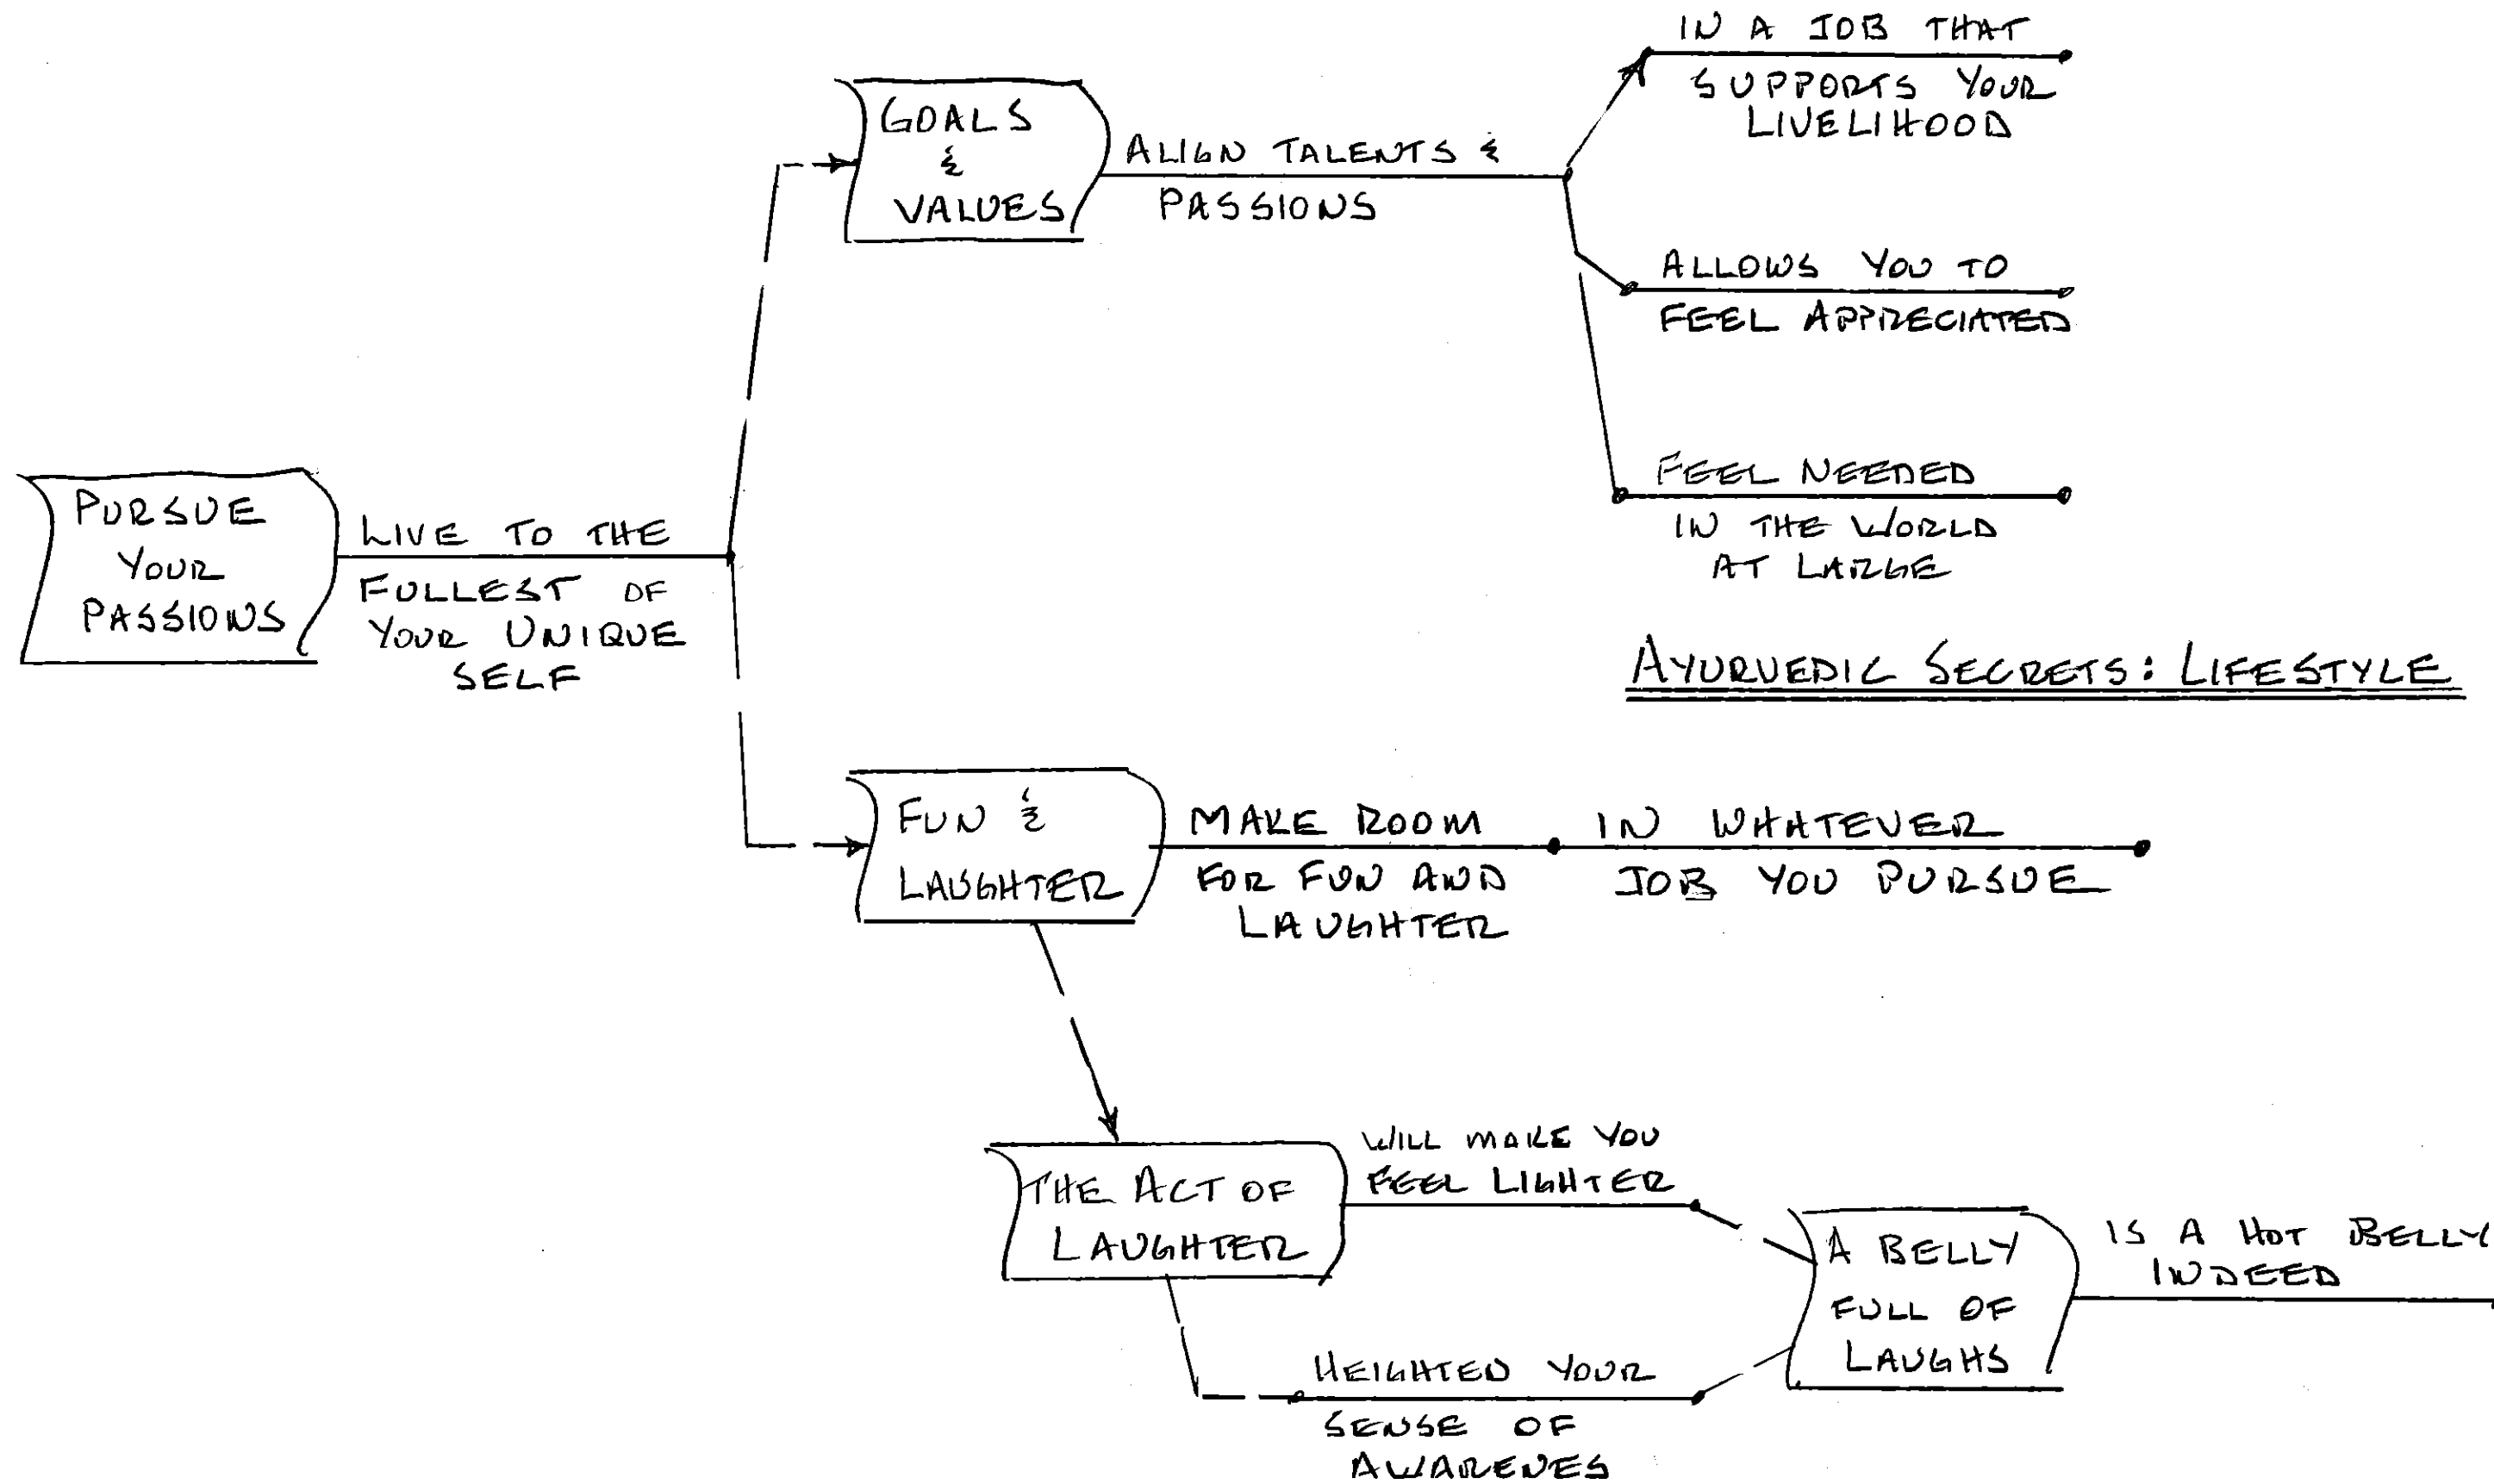 PURSUE
YOUR
PASSIONS
LIVE TO THE
FULLEST OF
YOUR UNIQUE
SELF
GOALS
&
VALUES
ALIGN TALENTS &
PASSIONS
IN A JOB THAT
SUPPORTS YOUR
LIVELIHOOD
ALLOWS YOU TO
FEEL APPRECIATED
FEEL NEEDED
IN THE WORLD
AT LARGE
AYURVEDIC SECRETS: LIFESTYLE
FUN &
LAUGHTER
MAKE ROOM
FOR FUN AND
LAUGHTER
IN WHATEVER
JOB YOU PURSUE
THE ACT OF
LAUGHTER
WILL MAKE YOU
FEEL LIGHTER
HEIGHTED YOUR
SENSE OF
AWARENES
A BELLY
FULL OF
LAUGHS
IS A HOT BELLY
INDEED